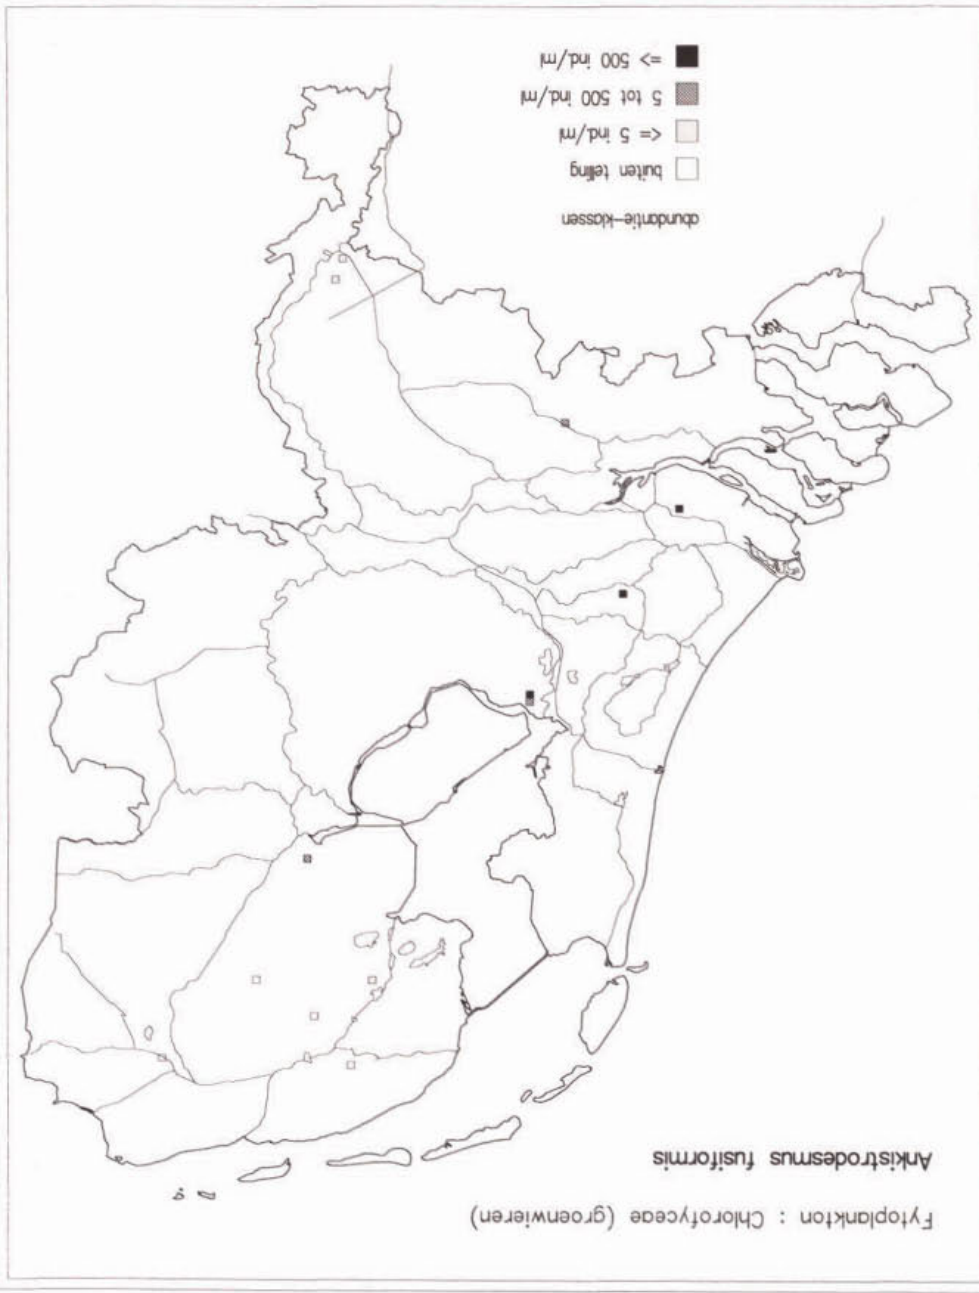 Fytoplankton : Chlorofyceae (groenwieren)
Ankistrodesmus fusiformis
abundantie-klassen
buiten telling
<= 5 ind./ml
5 tot 500 ind./ml
=> 500 ind./ml